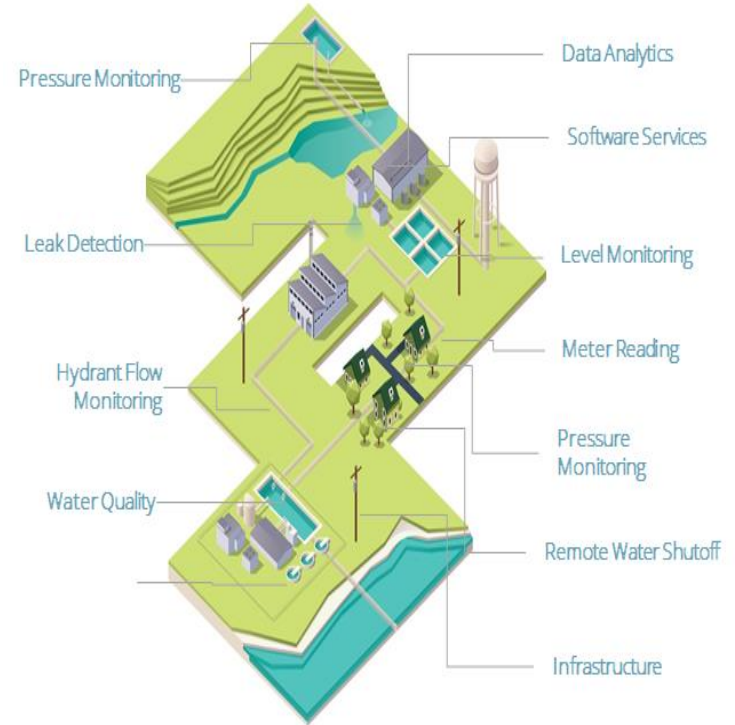 Data Analytics
Pressure Monitoring
Software Services
Leak Detection
Level Monitoring
Meter Reading
Hydrant Flow
Monitoring
Pressure
Monitoring
Water Quality
Remote Water Shutoff
Infrastructure